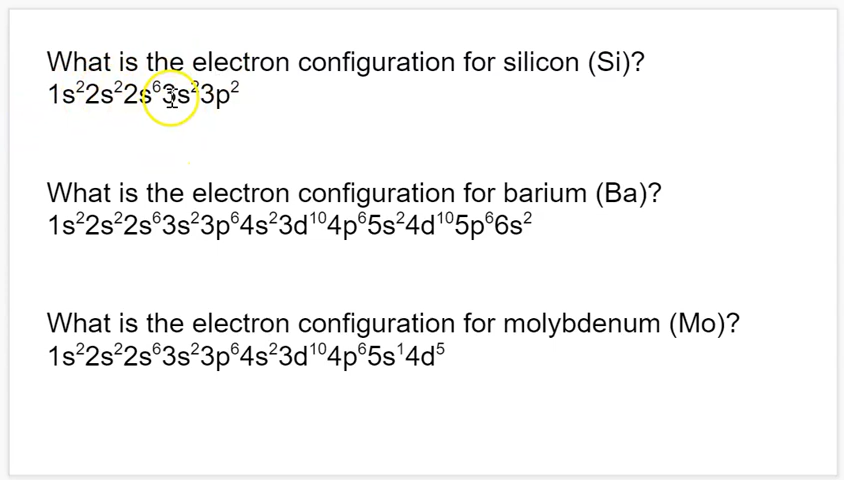 What is the electron configuration for silicon (Si)?
1s²2s²2s⁶3s²3p²
What is the electron configuration for barium (Ba)?
1s²2s²2s⁶3s²3p⁶4s²3d¹⁰4p⁶5s²4d¹⁰5p⁶6s²
What is the electron configuration for molybdenum (Mo)?
1s²2s²2s⁶3s²3p⁶4s²3d¹⁰4p⁶5s¹4d⁵